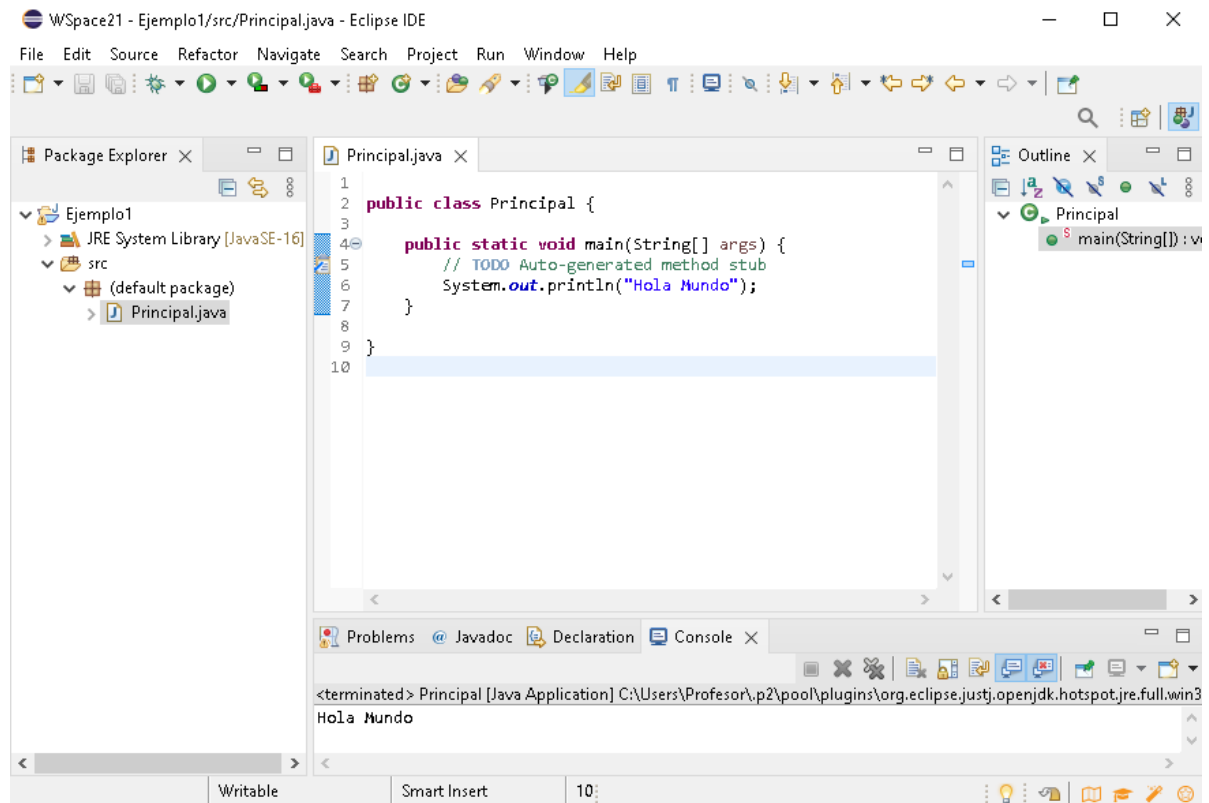 WSpace21 - Ejemplo1/src/Principal.java - Eclipse IDE
File Edit Source Refactor Navigate Search Project Run Window Help
Package Explorer
Ejemplo1
JRE System Library [JavaSE-16]
src
(default package)
Principal.java
Principal.java
1
2 public class Principal {
3
4 public static void main(String[] args) {
5 // TODO Auto-generated method stub
6 System.out.println("Hola Mundo");
7 }
8
9 }
10
Outline
Principal
main(String[]) : v
Problems @ Javadoc Declaration Console
<terminated> Principal [Java Application] C:\Users\Profesor\.p2\pool\plugins\org.eclipse.justj.openjdk.hotspot.jre.full.win3
Hola Mundo
Writable Smart Insert 10